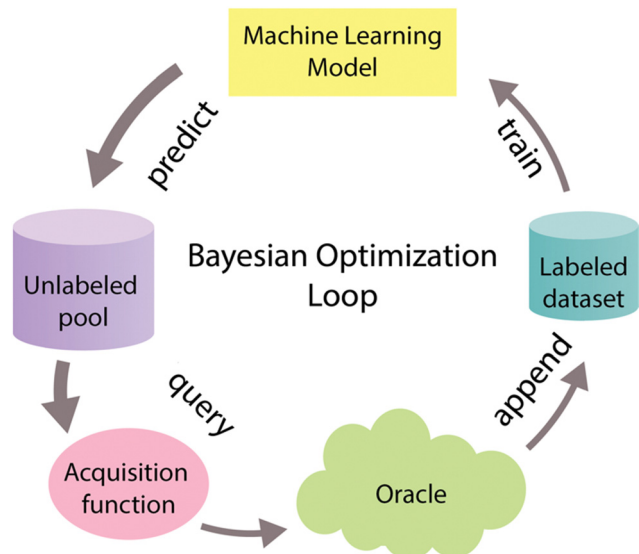 Machine Learning
Model
predict
train
Unlabeled
pool
Bayesian Optimization
Loop
Labeled
dataset
query
append
Acquisition
function
Oracle